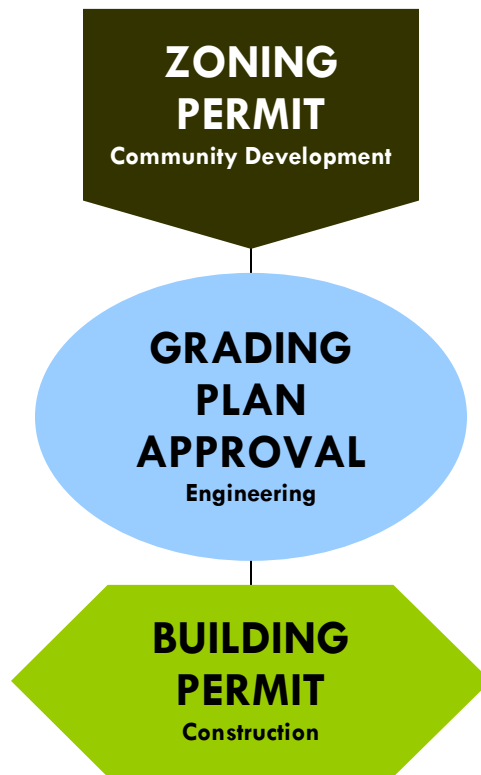 ZONING
PERMIT
Community Development
GRADING
PLAN
APPROVAL
Engineering
BUILDING
PERMIT
Construction